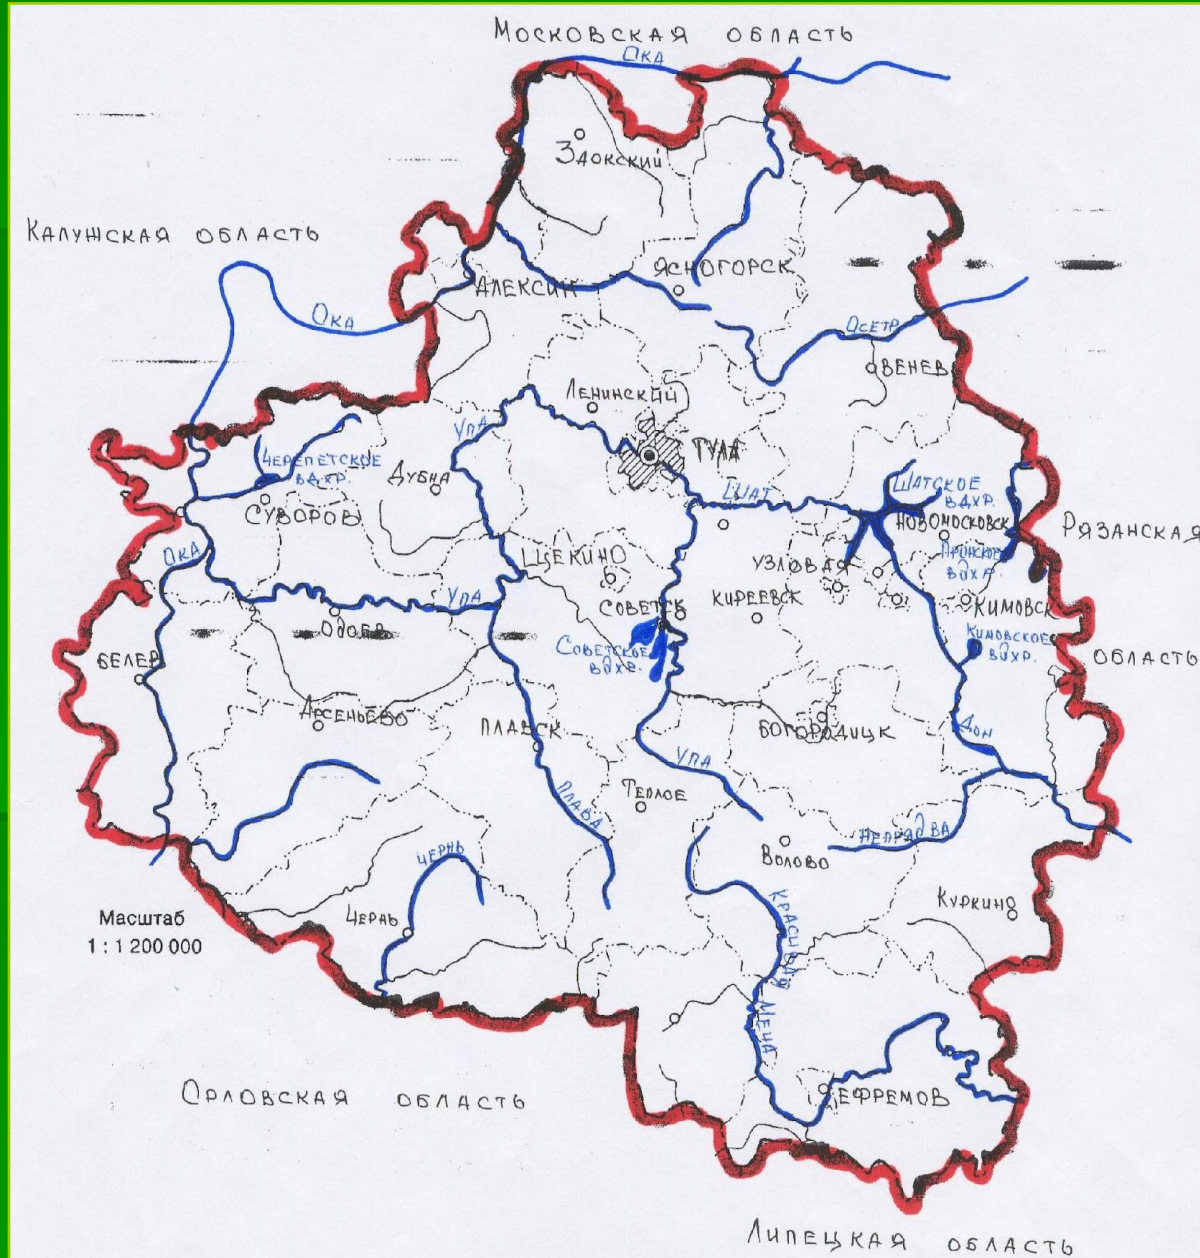 МОСКОВСКАЯ ОБЛАСТЬ
ОКА
ЗАОКСКИЙ
КАЛУЖСКАЯ ОБЛАСТЬ
ЯСНОГОРСК
АЛЕКСИН
ОКА
ОСЕТР
ВЕНЕВ
ЛЕНИНСКИЙ
УПА
ТУЛА
ЧЕРЕПЕТСКОЕ
ВДХР.
ДУБНА
ШАТ
ШАТСКОЕ
ВДХР.
СУВОРОВ
НОВОМОСКОВСК
РЯЗАНСКАЯ
ОКА
ЩЕКИНО
УЗЛОВАЯ
ПРОНСКОЕ
ВДХР.
УПА
СОВЕТСК
КИРЕЕВСК
КИМОВСК
ОДОЕВ
КИМОВСКОЕ
ВДХР.
СОВЕТСКОЕ
ВДХР.
ОБЛАСТЬ
БЕЛЕВ
АРСЕНЬЕВО
ПЛАВСК
БОГОРОДИЦК
ДОН
УПА
ТЕПЛОЕ
ПЛАВА
НЕПРЯДВА
ВОЛОВО
ЧЕРНЬ
КУРКИНО
ЧЕРНЬ
Масштаб
1 : 1 200 000
КРАСИВАЯ
МЕЧА
ЕФРЕМОВ
ОРЛОВСКАЯ ОБЛАСТЬ
ЛИПЕЦКАЯ ОБЛАСТЬ